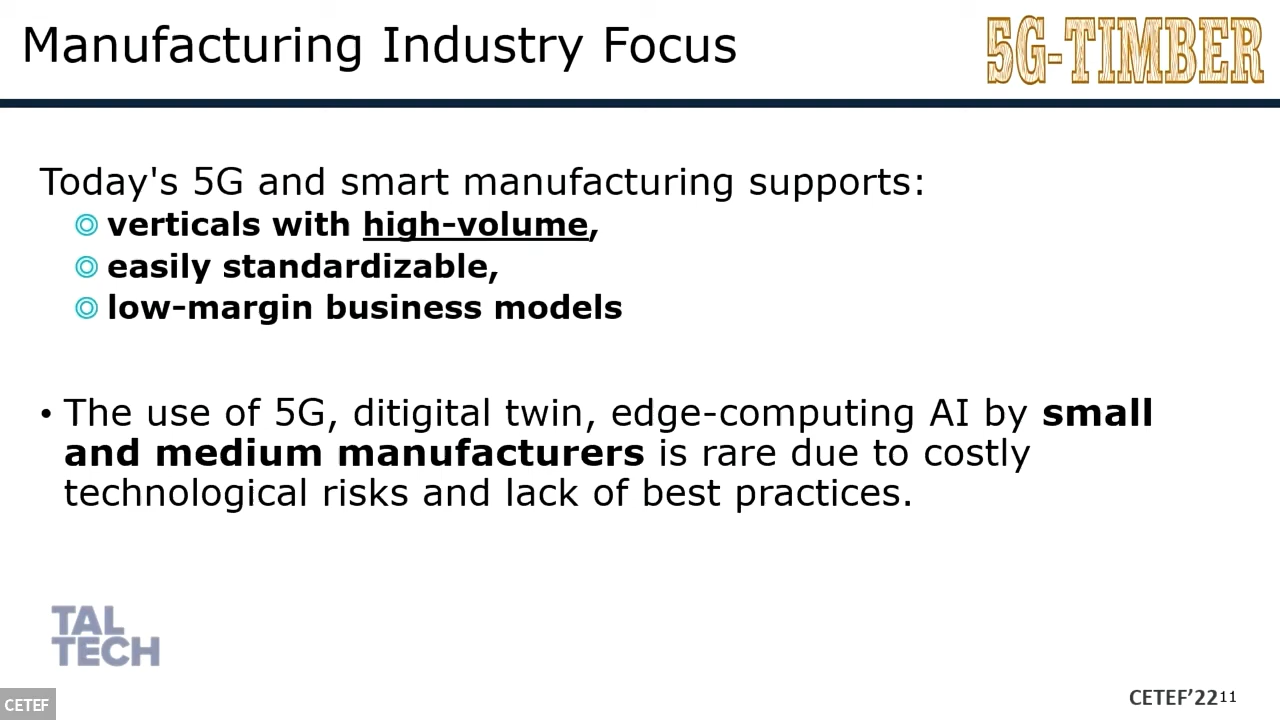 Manufacturing Industry Focus
5G-TIMBER
Today's 5G and smart manufacturing supports:
verticals with high-volume,
easily standardizable,
low-margin business models
• The use of 5G, ditigital twin, edge-computing AI by small
and medium manufacturers is rare due to costly
technological risks and lack of best practices.
TAL
TECH
CETEF
CETEF’22 11